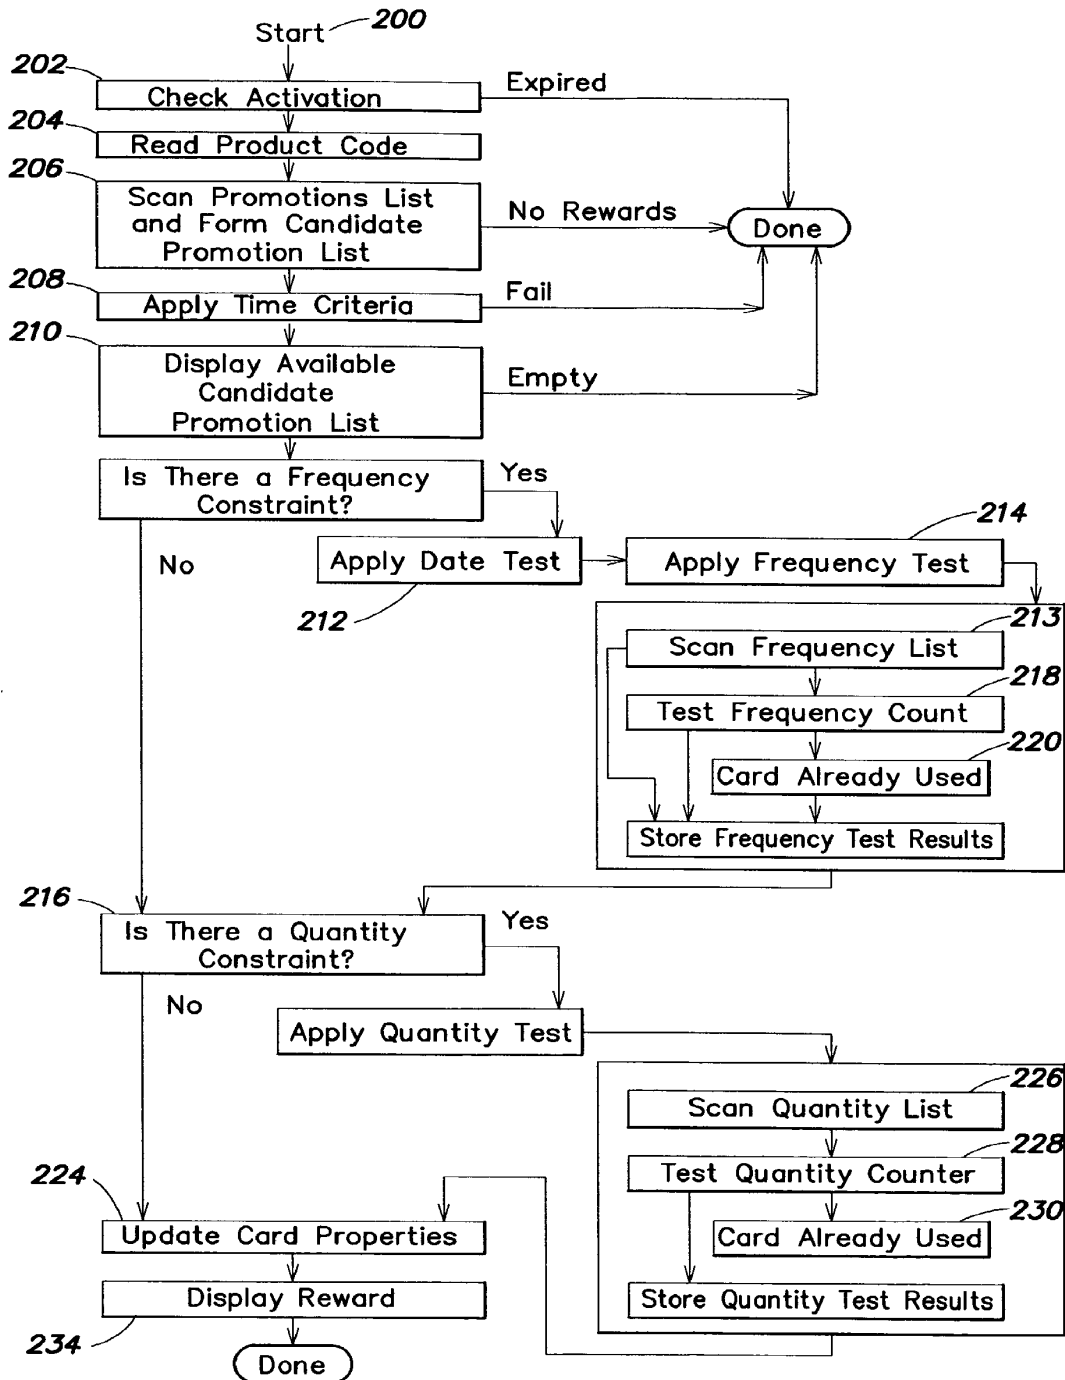 Start
200
202
Check Activation
Expired
204
Read Product Code
206
Scan Promotions List
and Form Candidate
Promotion List
No Rewards
Done
208
Apply Time Criteria
Fail
210
Display Available
Candidate
Promotion List
Empty
Is There a Frequency
Constraint?
Yes
No
Apply Date Test
212
214
Apply Frequency Test
213
Scan Frequency List
218
Test Frequency Count
220
Card Already Used
Store Frequency Test Results
216
Is There a Quantity
Constraint?
Yes
No
Apply Quantity Test
226
Scan Quantity List
228
Test Quantity Counter
230
Card Already Used
Store Quantity Test Results
224
Update Card Properties
Display Reward
234
Done